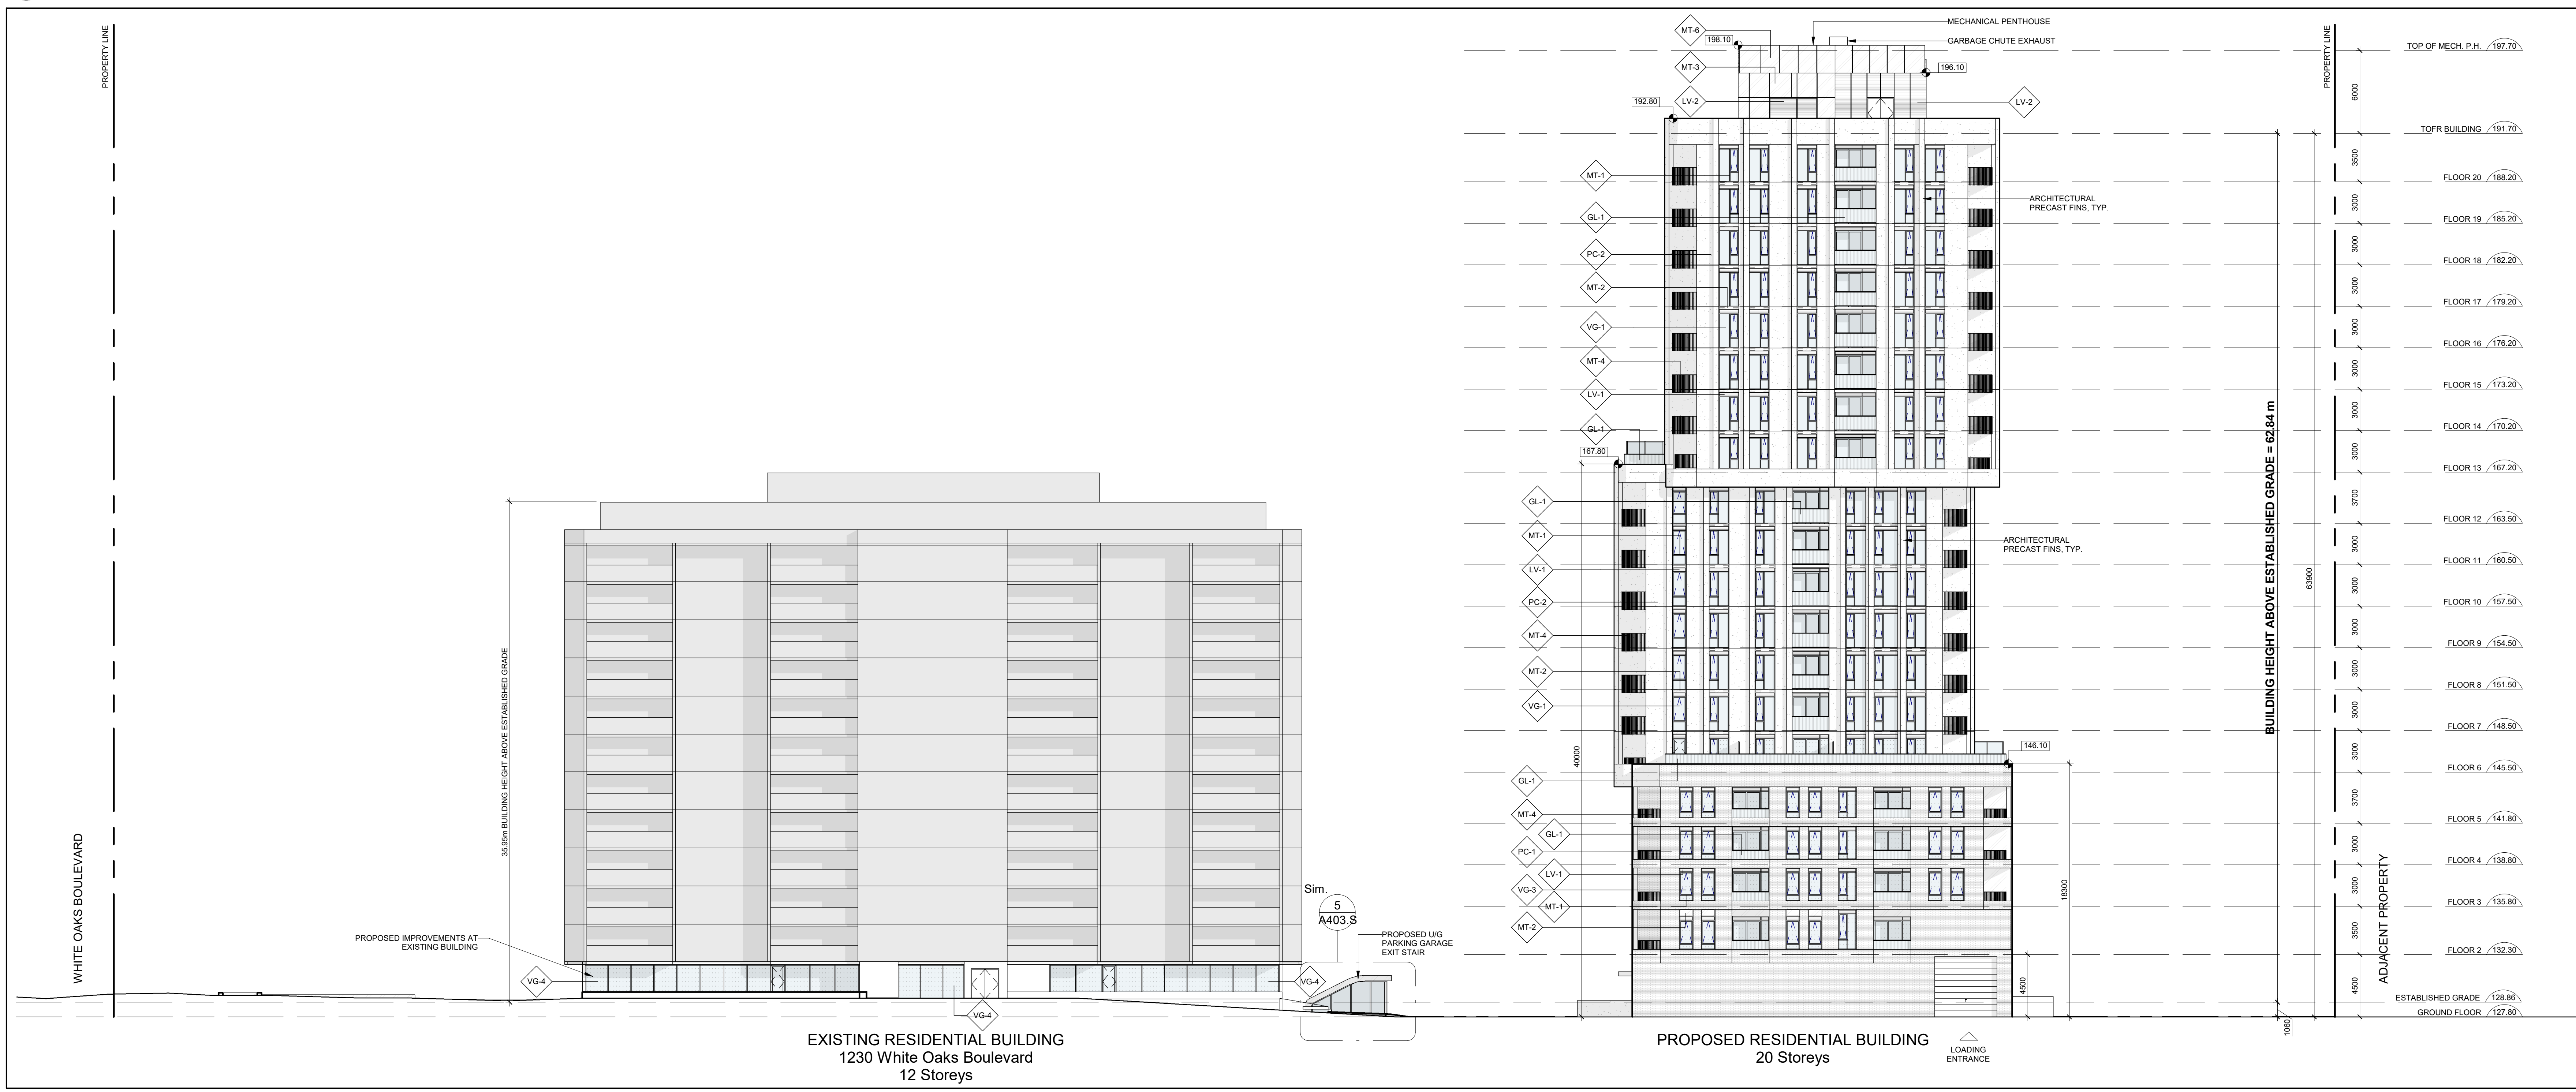 PROPERTY LINE
WHITE OAKS BOULEVARD
35.95m BUILDING HEIGHT ABOVE ESTABLISHED GRADE
PROPOSED IMPROVEMENTS AT
EXISTING BUILDING
VG-4
VG-4
VG-4
Sim.
5
A403.S
PROPOSED U/G
PARKING GARAGE
EXIT STAIR
EXISTING RESIDENTIAL BUILDING
1230 White Oaks Boulevard
12 Storeys
MT-6
198.10
MECHANICAL PENTHOUSE
GARBAGE CHUTE EXHAUST
MT-3
196.10
LV-2
192.80
LV-2
MT-1
GL-1
PC-2
MT-2
VG-1
MT-4
LV-1
GL-1
ARCHITECTURAL
PRECAST FINS, TYP.
167.80
GL-1
MT-1
LV-1
PC-2
MT-4
MT-2
VG-1
ARCHITECTURAL
PRECAST FINS, TYP.
40000
146.10
GL-1
MT-4
GL-1
PC-1
LV-1
VG-3
MT-1
MT-2
4500
18300
PROPOSED RESIDENTIAL BUILDING
20 Storeys
LOADING
ENTRANCE
BUILDING HEIGHT ABOVE ESTABLISHED GRADE = 62.84 m
63900
1060
PROPERTY LINE
ADJACENT PROPERTY
6000
3500
3000
3000
3000
3000
3000
3000
3000
3700
3000
3000
3000
3000
3000
3000
3700
3000
3000
3500
4500
TOP OF MECH. P.H. 197.70
TOFR BUILDING 191.70
FLOOR 20 188.20
FLOOR 19 185.20
FLOOR 18 182.20
FLOOR 17 179.20
FLOOR 16 176.20
FLOOR 15 173.20
FLOOR 14 170.20
FLOOR 13 167.20
FLOOR 12 163.50
FLOOR 11 160.50
FLOOR 10 157.50
FLOOR 9 154.50
FLOOR 8 151.50
FLOOR 7 148.50
FLOOR 6 145.50
FLOOR 5 141.80
FLOOR 4 138.80
FLOOR 3 135.80
FLOOR 2 132.30
ESTABLISHED GRADE 128.86
GROUND FLOOR 127.80